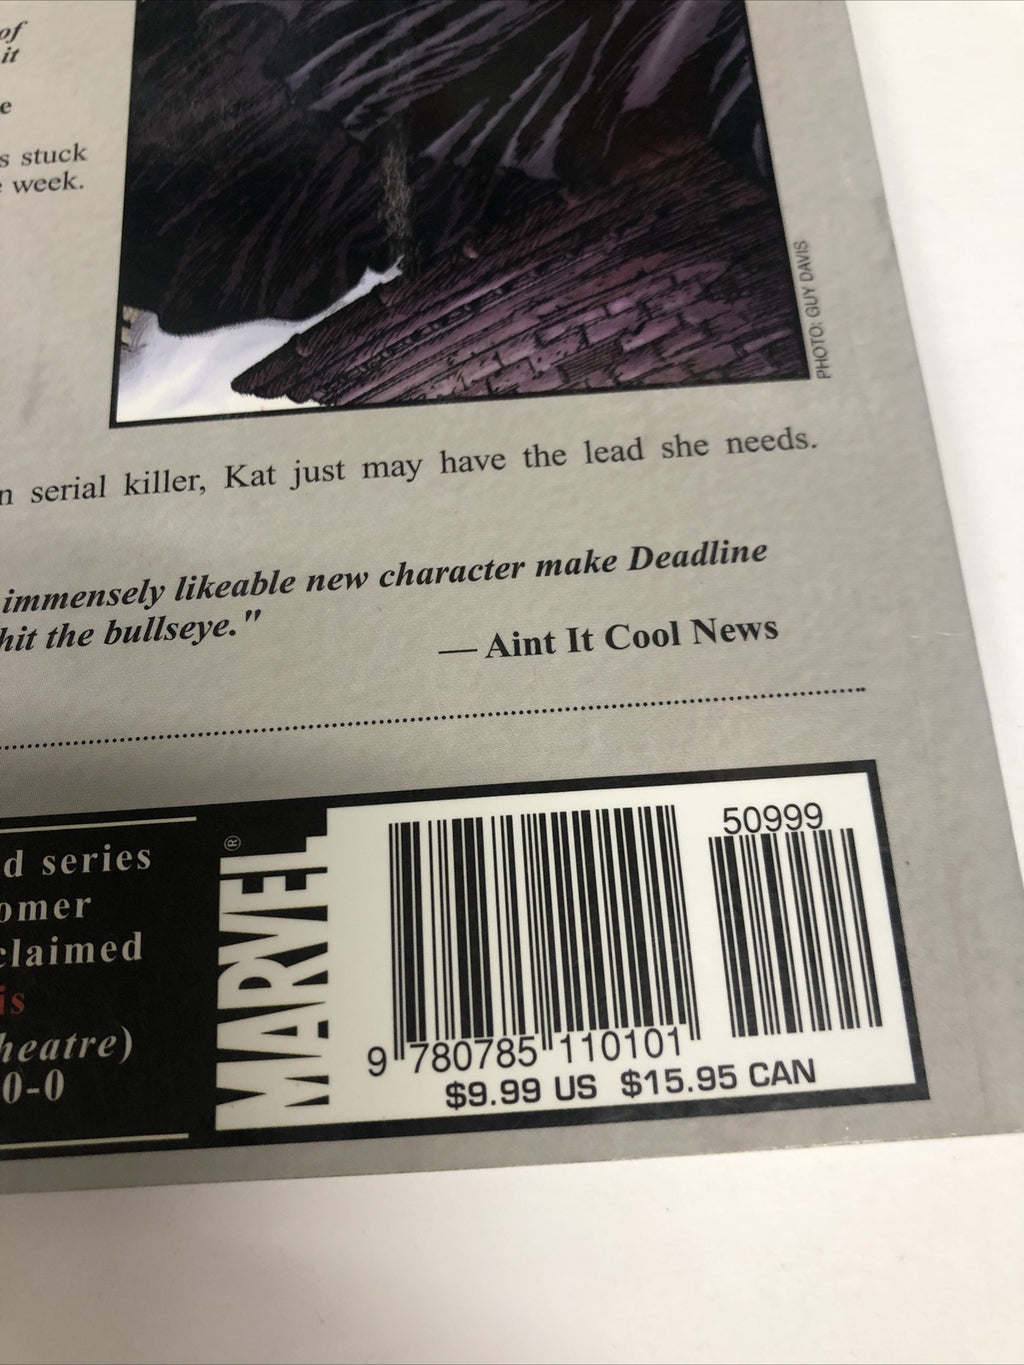 of
it
e
s stuck
week.
PHOTO: GUY DAVIS
n serial killer, Kat just may have the lead she needs.
immensely likeable new character make Deadline
hit the bullseye."
— Aint It Cool News
d series
omer
claimed
is
heatre)
0-0
MARVEL®
50999
9 780785 110101
$9.99 US $15.95 CAN